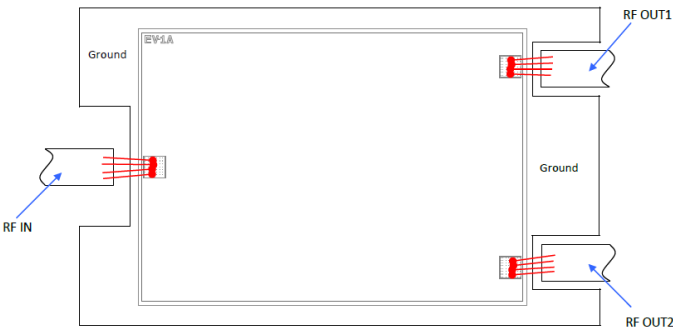 RF OUT1
EV1A
Ground
Ground
RF IN
RF OUT2